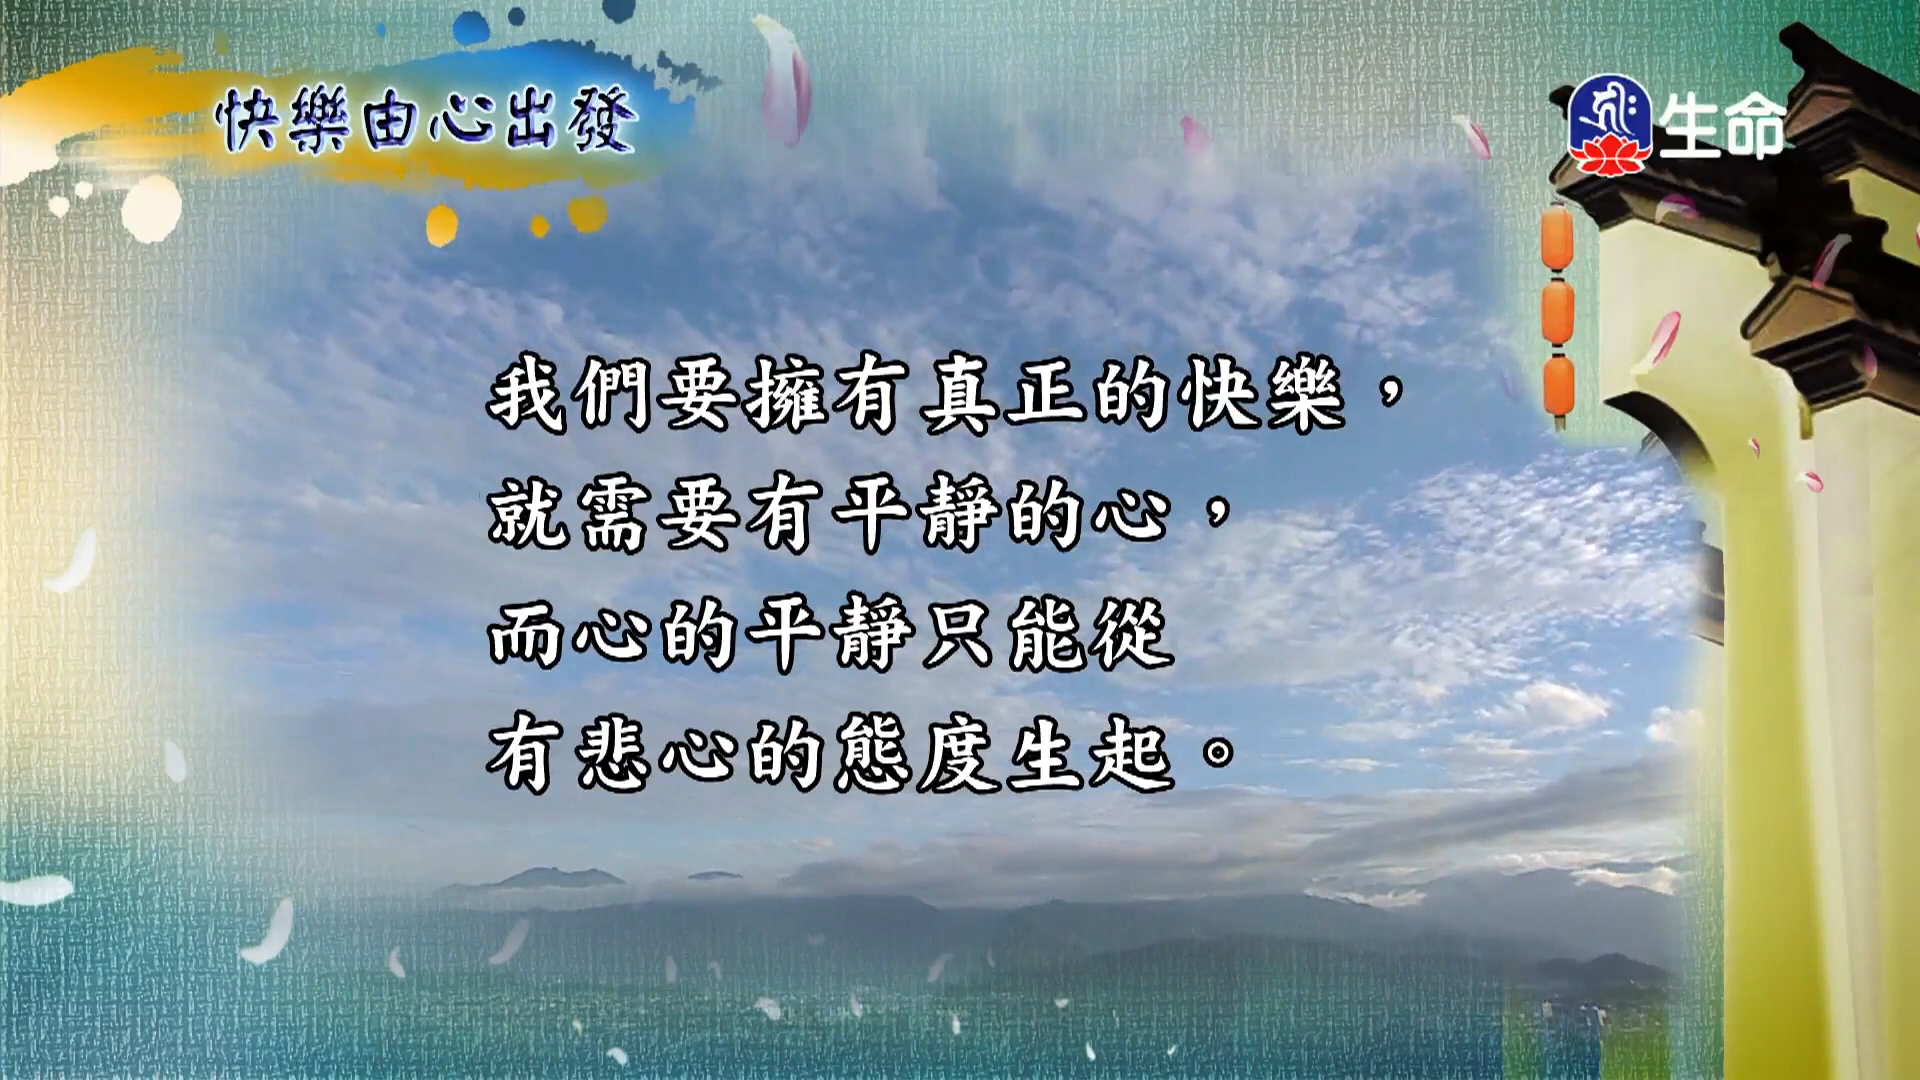 快樂由心出發
生命
我們要擁有真正的快樂，
就需要有平靜的心，
而心的平靜只能從
有悲心的態度生起。